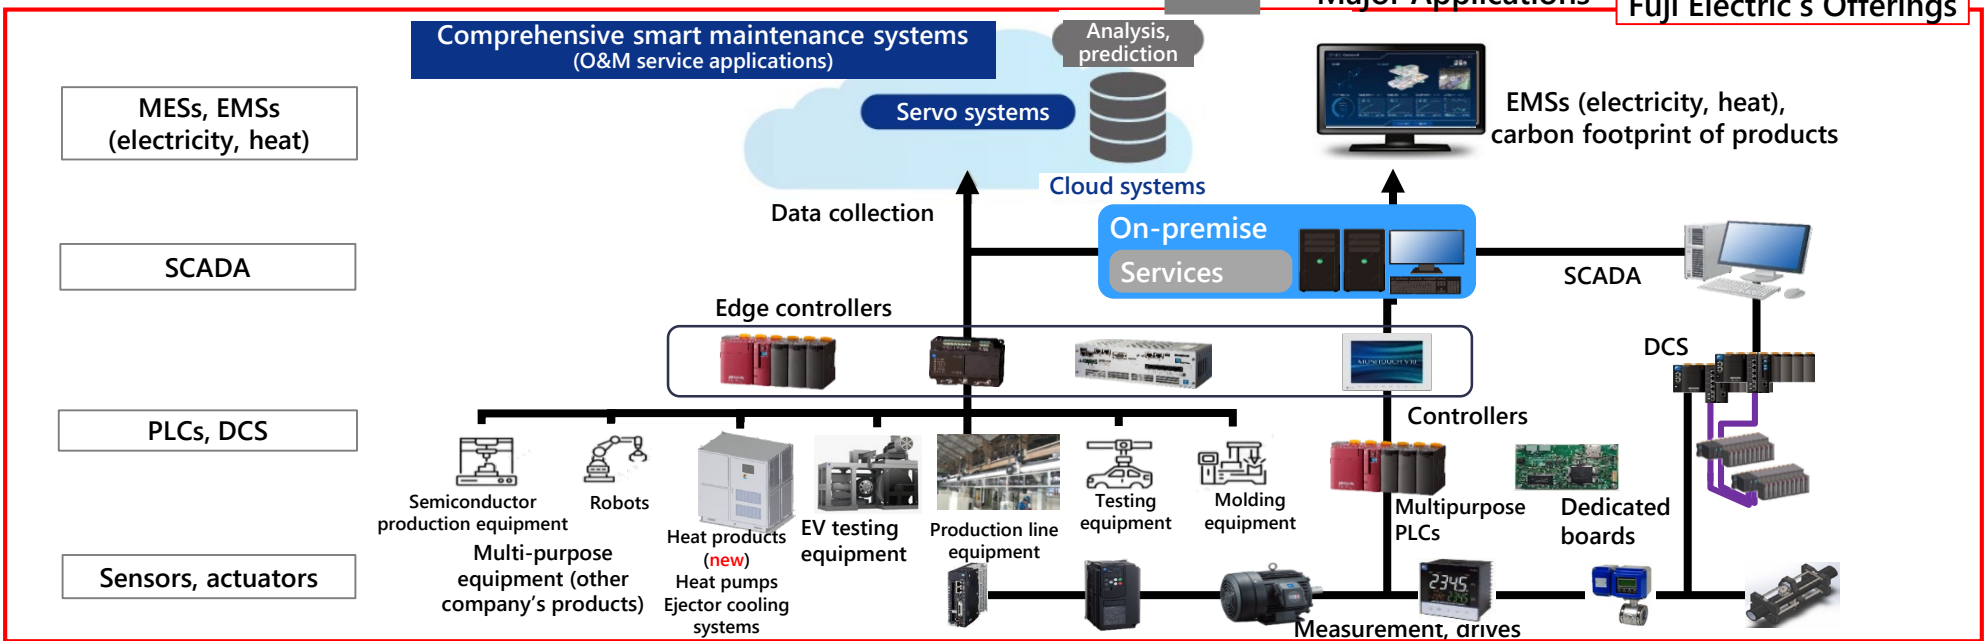 Major Applications
Fuji Electric's Offerings
Comprehensive smart maintenance systems
(O&M service applications)
Analysis,
prediction
Servo systems
MESs, EMSs
(electricity, heat)
EMSs (electricity, heat),
carbon footprint of products
Cloud systems
Data collection
On-premise
Services
SCADA
SCADA
Edge controllers
MONITOUCH V10
DCS
PLCs, DCS
Controllers
Semiconductor
production equipment
Robots
Heat products
(new)
Heat pumps
Ejector cooling
systems
EV testing
equipment
Production line
equipment
Testing
equipment
Molding
equipment
Multipurpose
PLCs
Dedicated
boards
Multi-purpose
equipment (other
company's products)
Sensors, actuators
2345
Measurement, drives